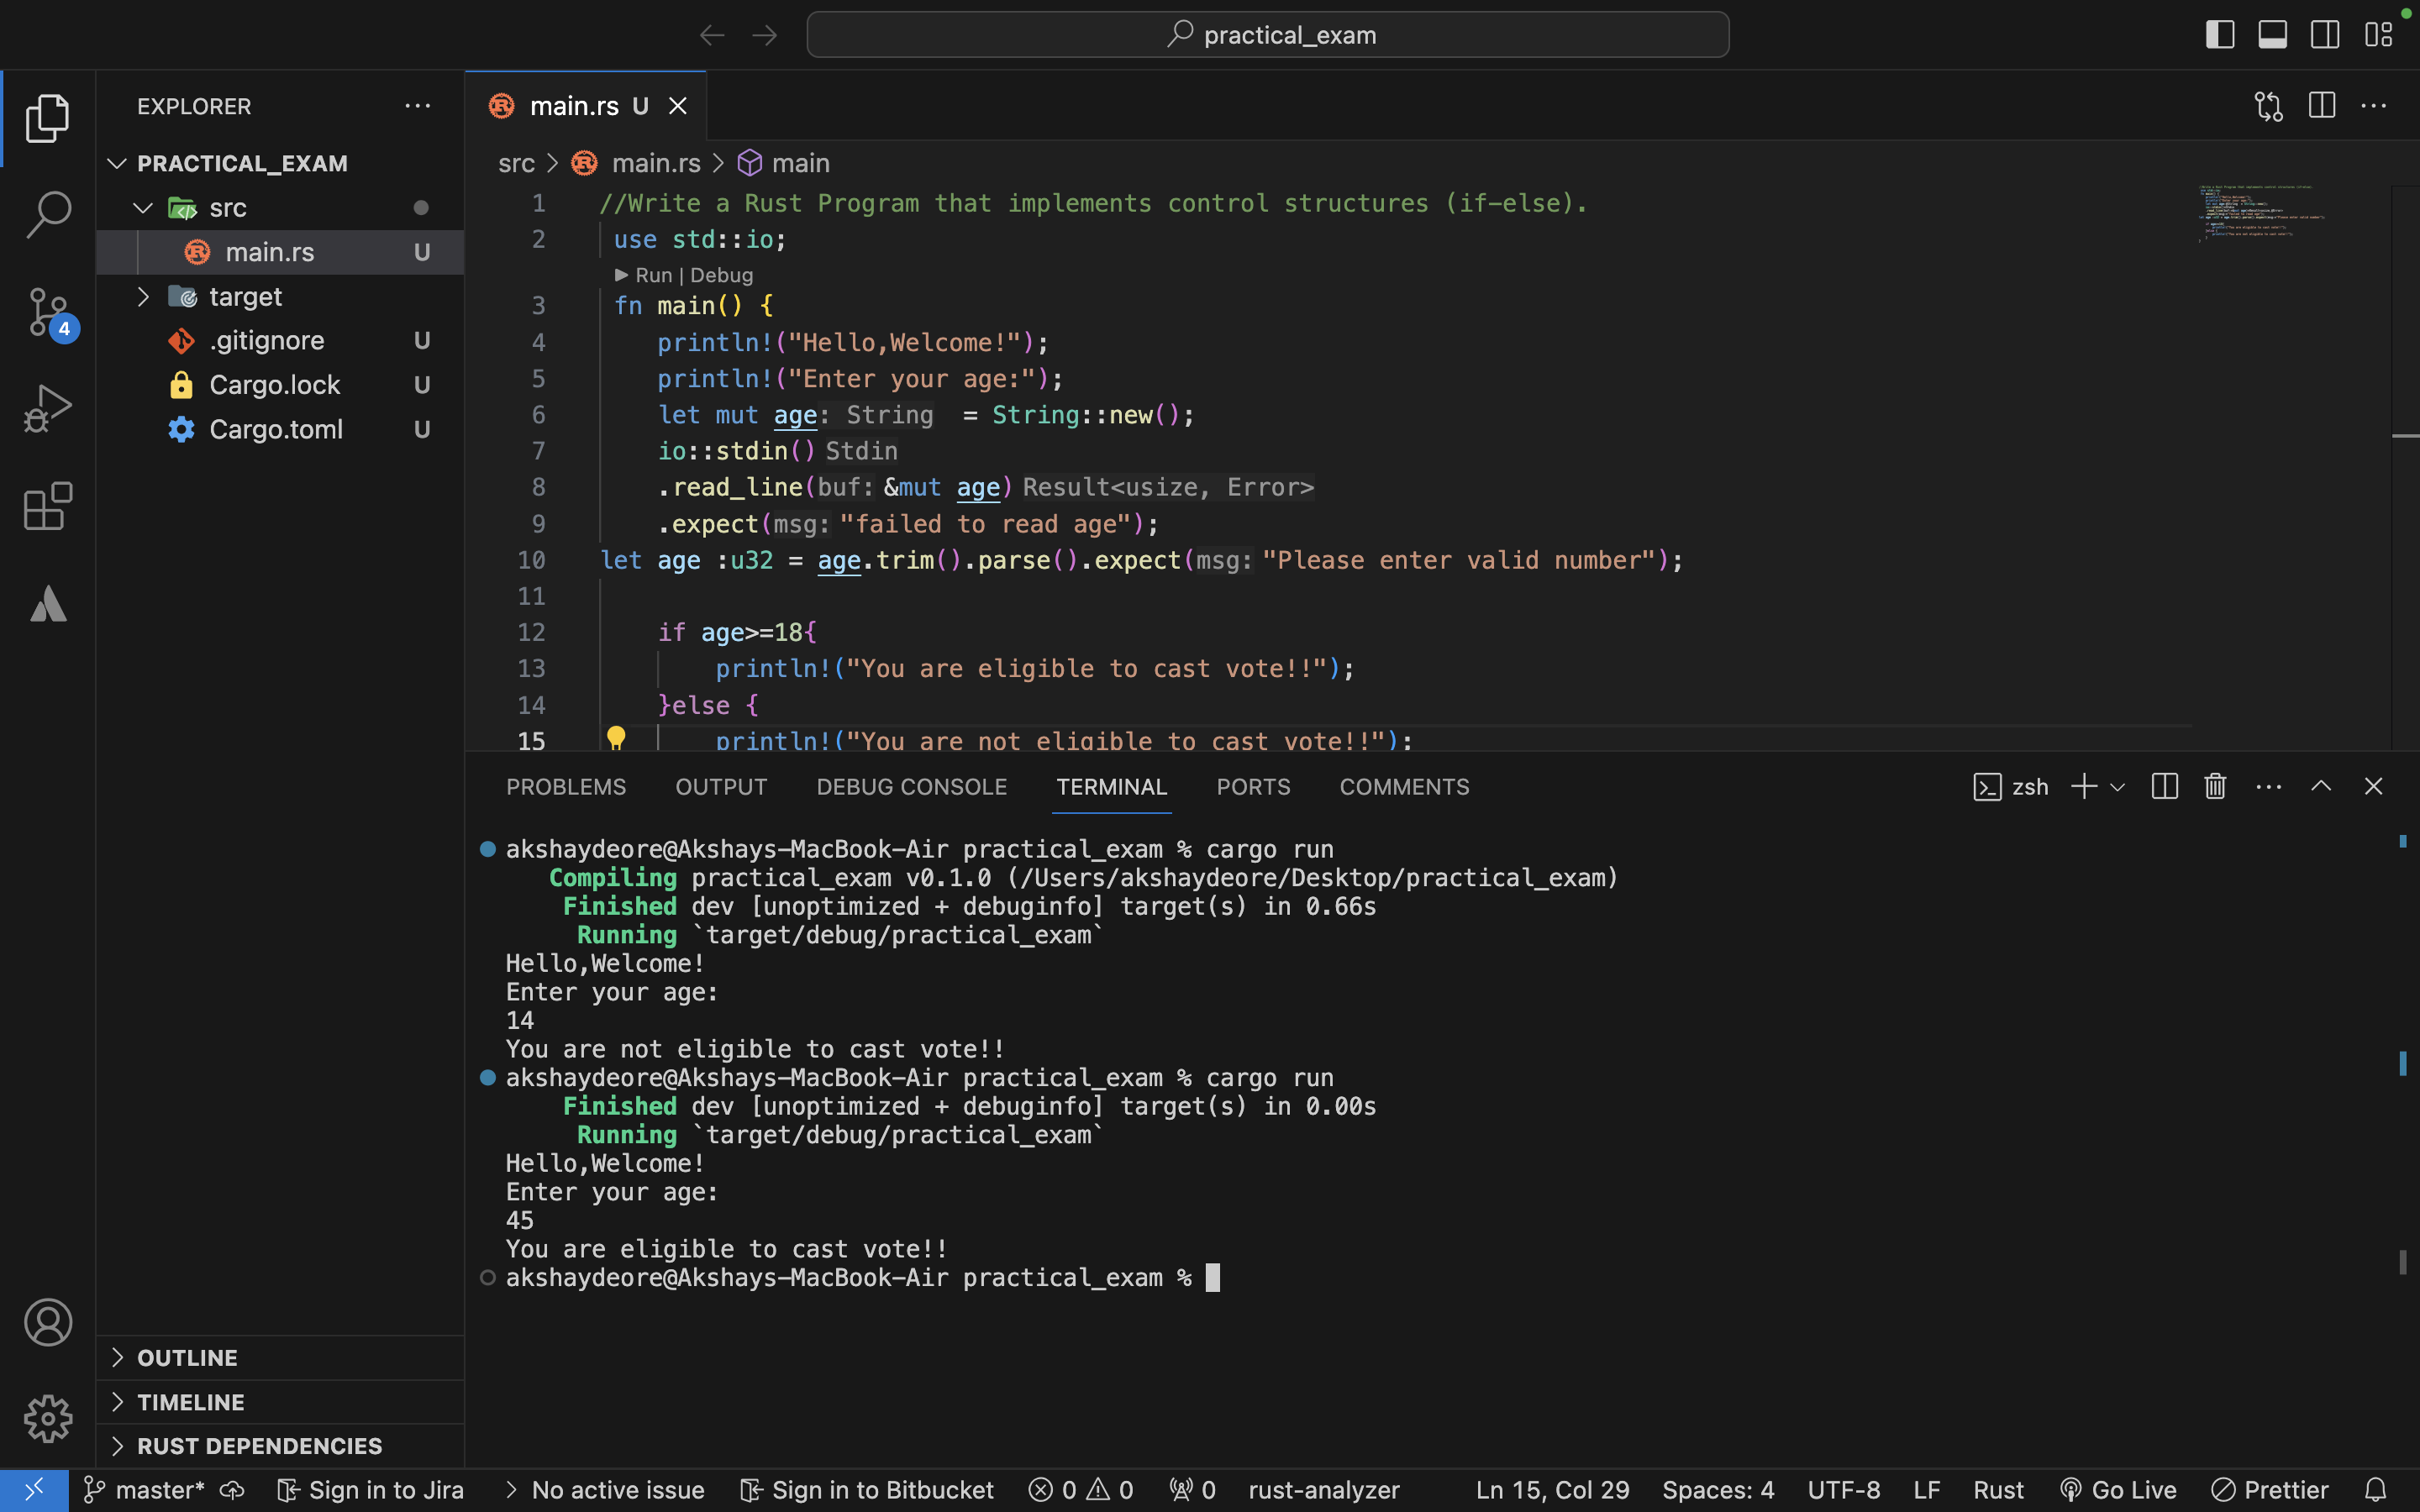 practical_exam
EXPLORER
PRACTICAL_EXAM
src
main.rs U
target
.gitignore U
Cargo.lock U
Cargo.toml U
4
OUTLINE
TIMELINE
RUST DEPENDENCIES
main.rs U
src > main.rs > main
1 //Write a Rust Program that implements control structures (if-else).
2 use std::io;
Run | Debug
3 fn main() {
4 println!("Hello,Welcome!");
5 println!("Enter your age:");
6 let mut age: String = String::new();
7 io::stdin() Stdin
8 .read_line(buf: &mut age) Result<usize, Error>
9 .expect(msg: "failed to read age");
10 let age :u32 = age.trim().parse().expect(msg: "Please enter valid number");
11
12 if age>=18{
13 println!("You are eligible to cast vote!!");
14 }else {
15 println!("You are not eligible to cast vote!!");
PROBLEMS OUTPUT DEBUG CONSOLE TERMINAL PORTS COMMENTS
zsh
akshaydeore@Akshays-MacBook-Air practical_exam % cargo run
Compiling practical_exam v0.1.0 (/Users/akshaydeore/Desktop/practical_exam)
Finished dev [unoptimized + debuginfo] target(s) in 0.66s
Running `target/debug/practical_exam`
Hello,Welcome!
Enter your age:
14
You are not eligible to cast vote!!
akshaydeore@Akshays-MacBook-Air practical_exam % cargo run
Finished dev [unoptimized + debuginfo] target(s) in 0.00s
Running `target/debug/practical_exam`
Hello,Welcome!
Enter your age:
45
You are eligible to cast vote!!
akshaydeore@Akshays-MacBook-Air practical_exam %
master* Sign in to Jira > No active issue Sign in to Bitbucket 0 0 0 rust-analyzer Ln 15, Col 29 Spaces: 4 UTF-8 LF Rust Go Live Prettier